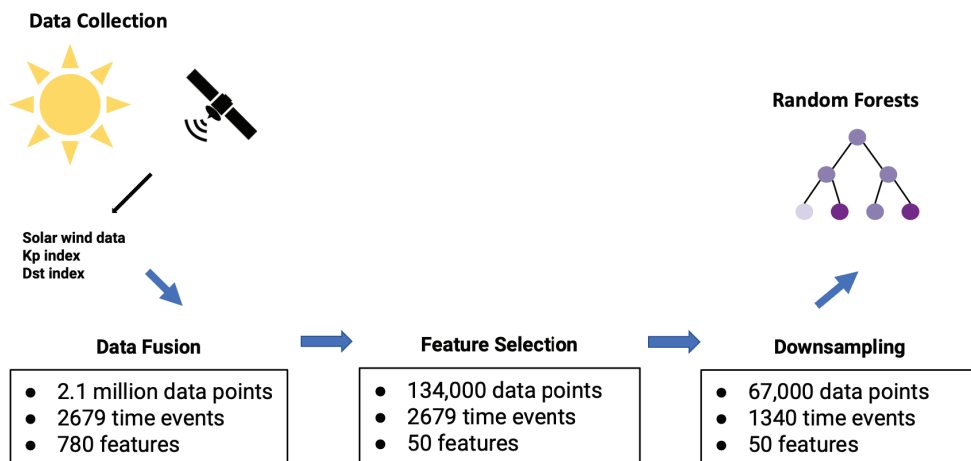 Data Collection
Solar wind data
Kp index
Dst index
Data Fusion
● 2.1 million data points
● 2679 time events
● 780 features
Feature Selection
● 134,000 data points
● 2679 time events
● 50 features
Downsampling
● 67,000 data points
● 1340 time events
● 50 features
Random Forests